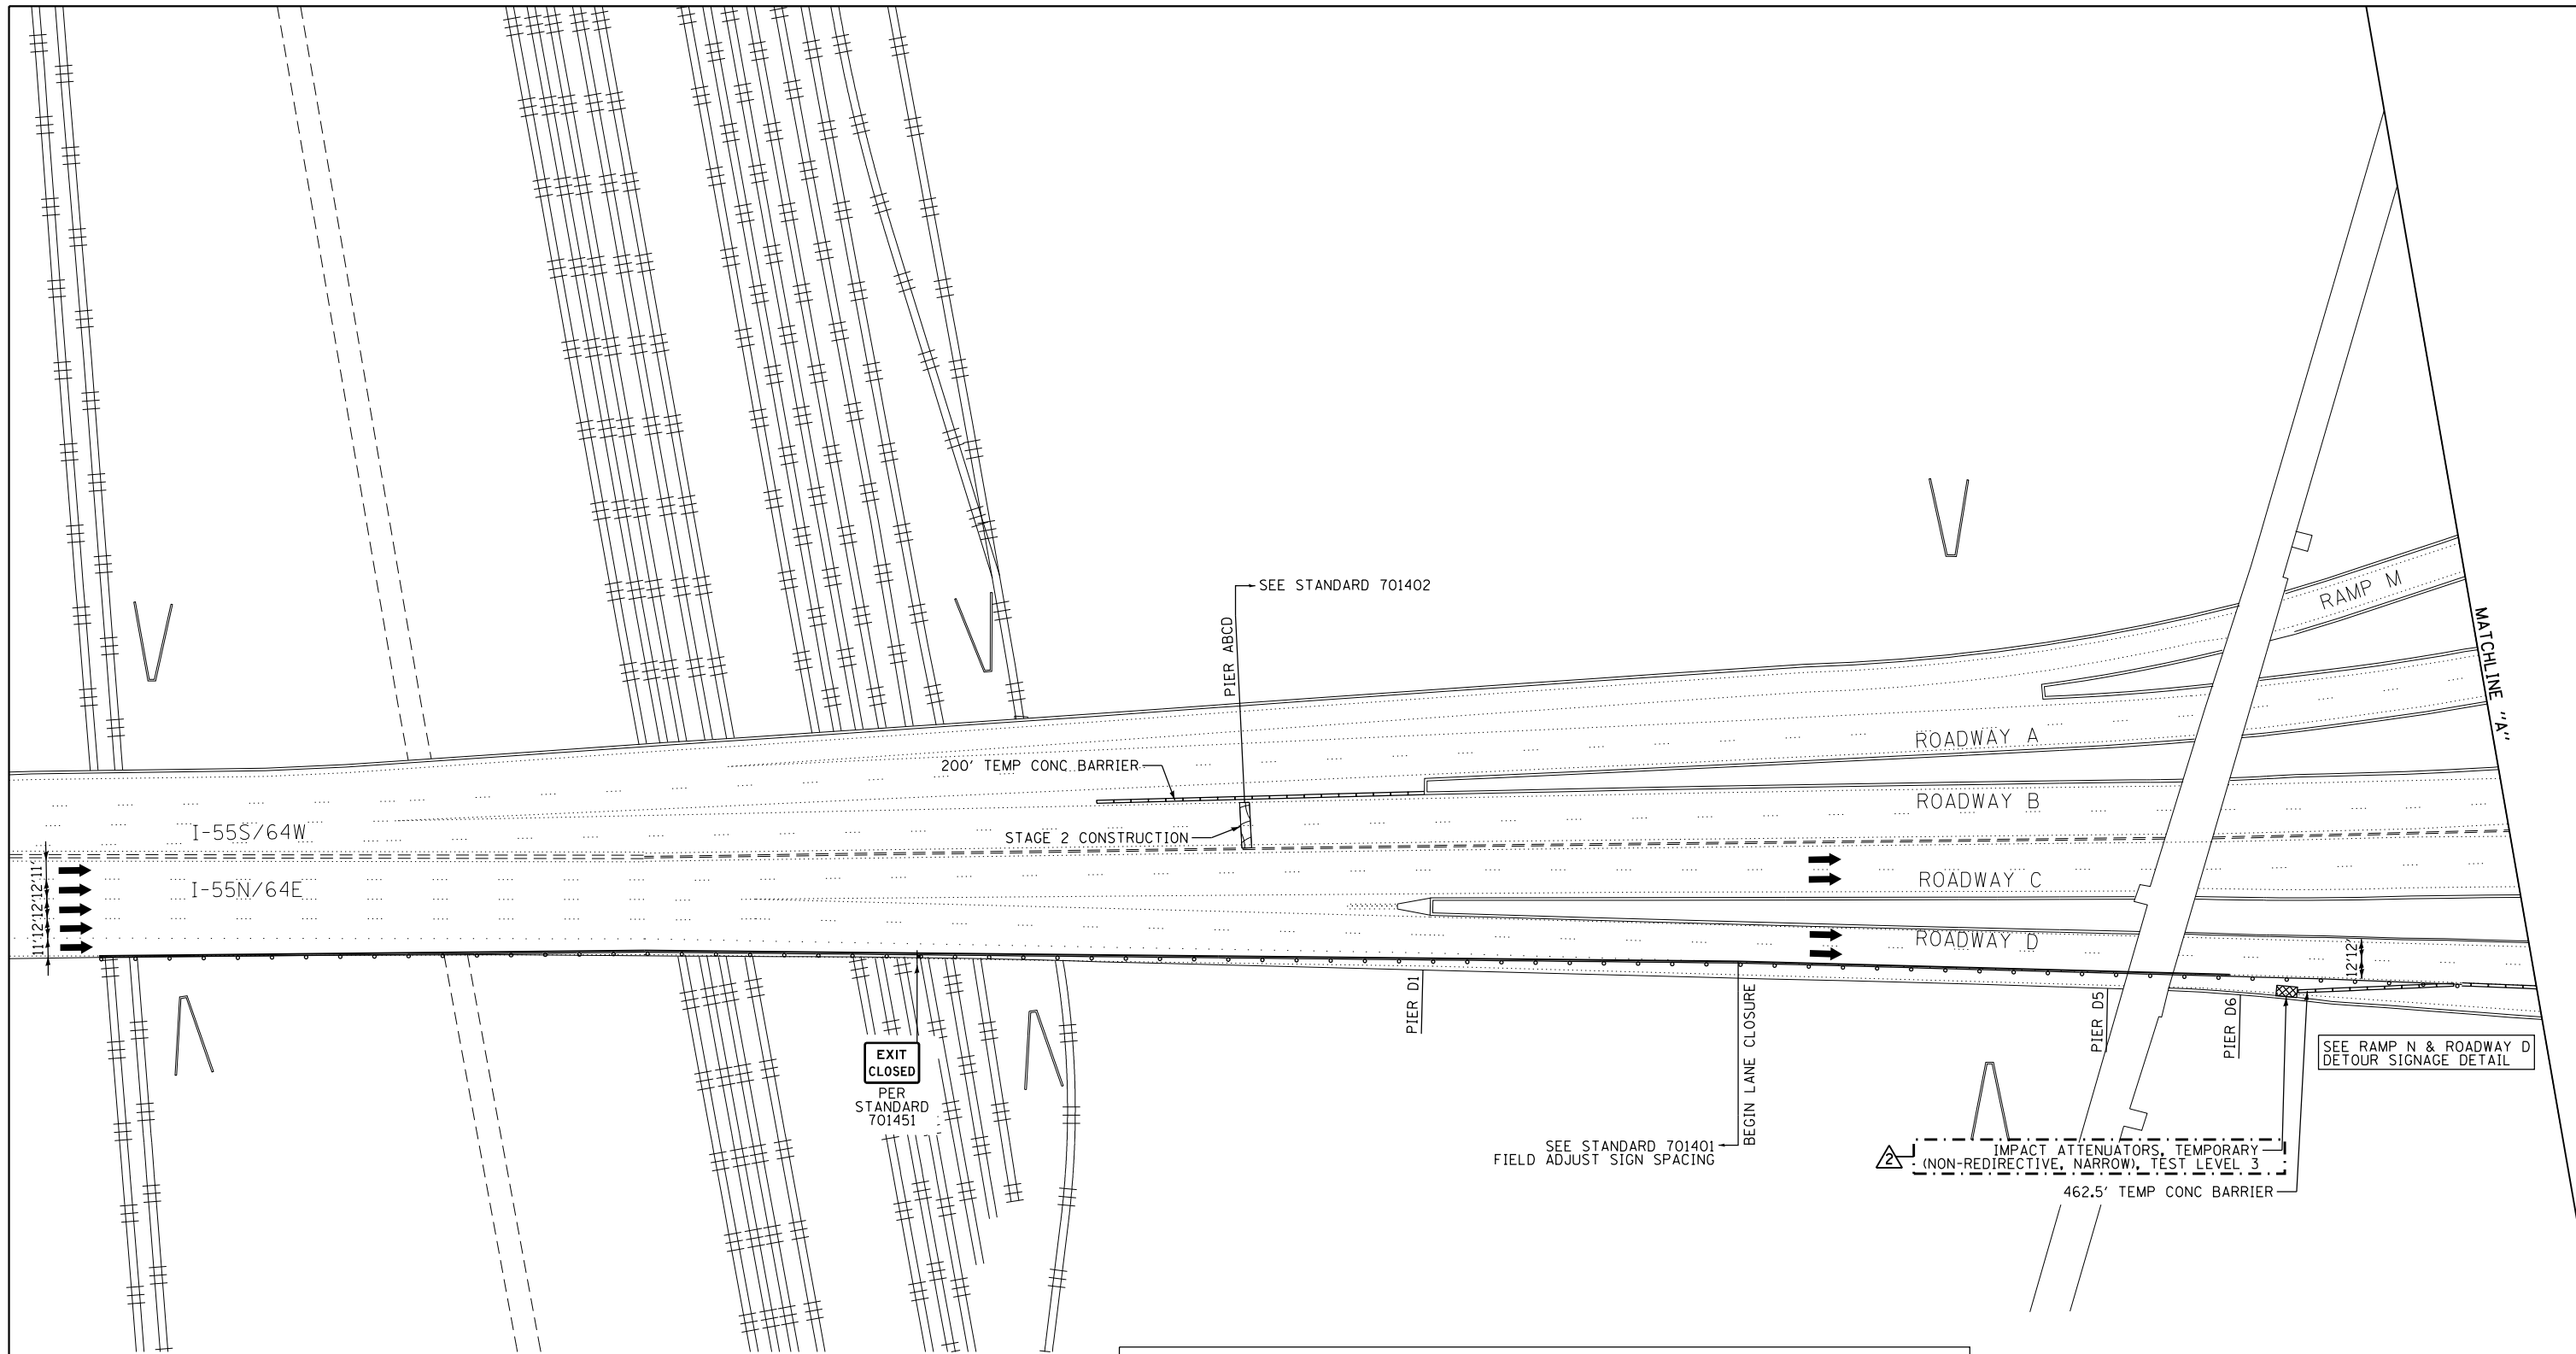 SEE STANDARD 701402
PIER ABCD
RAMP M
MATCHLINE "A"
ROADWAY A
200' TEMP CONC BARRIER
ROADWAY B
I-55S/64W
STAGE 2 CONSTRUCTION
11'12'12'12'11'
I-55N/64E
ROADWAY C
ROADWAY D
12'12'
PIER D1
BEGIN LANE CLOSURE
PIER D5
PIER D6
EXIT
CLOSED
PER
STANDARD
701451
SEE RAMP N & ROADWAY D
DETOUR SIGNAGE DETAIL
SEE STANDARD 701401
FIELD ADJUST SIGN SPACING
2
IMPACT ATTENUATORS, TEMPORARY
(NON-REDIRECTIVE, NARROW), TEST LEVEL 3
462.5' TEMP CONC BARRIER